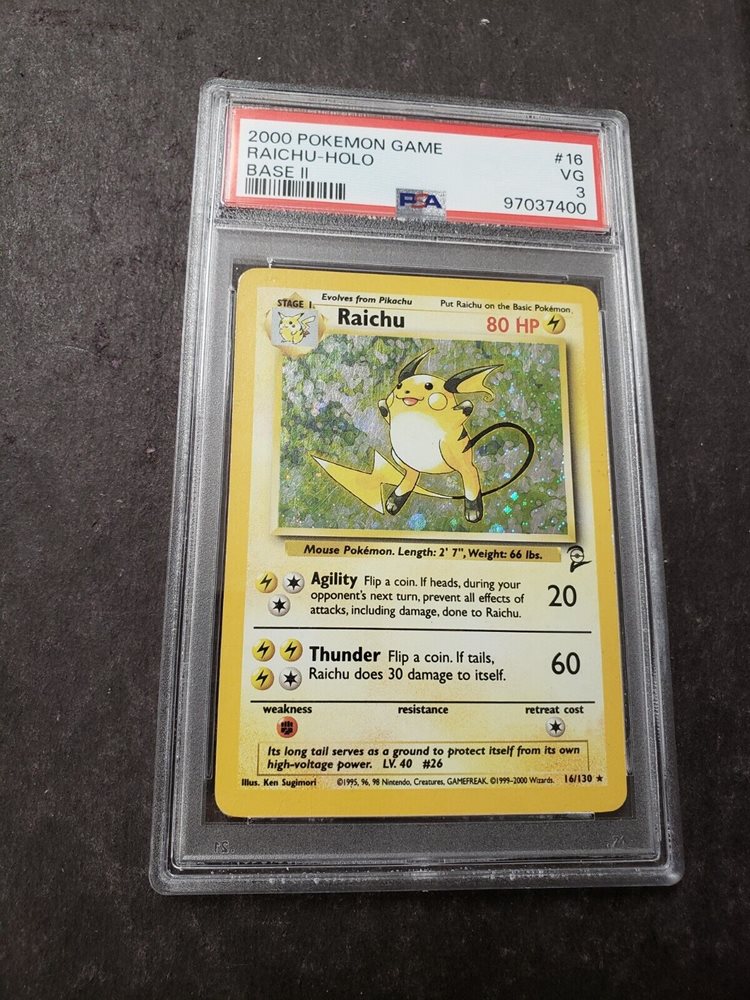 2000 POKEMON GAME #16
RAICHU-HOLO VG
BASE II 3
PSA 97037400
STAGE 1 Evolves from Pikachu Put Raichu on the Basic Pokémon
Raichu 80 HP
Mouse Pokémon. Length: 2' 7", Weight: 66 lbs.
Agility Flip a coin. If heads, during your
opponent's next turn, prevent all effects of
attacks, including damage, done to Raichu.
20
Thunder Flip a coin. If tails,
Raichu does 30 damage to itself.
60
weakness resistance retreat cost
Its long tail serves as a ground to protect itself from its own
high-voltage power. LV. 40 #26
Illus. Ken Sugimori ©1995, 96, 98 Nintendo, Creatures, GAMEFREAK. ©1999-2000 Wizards. 16/130 ★